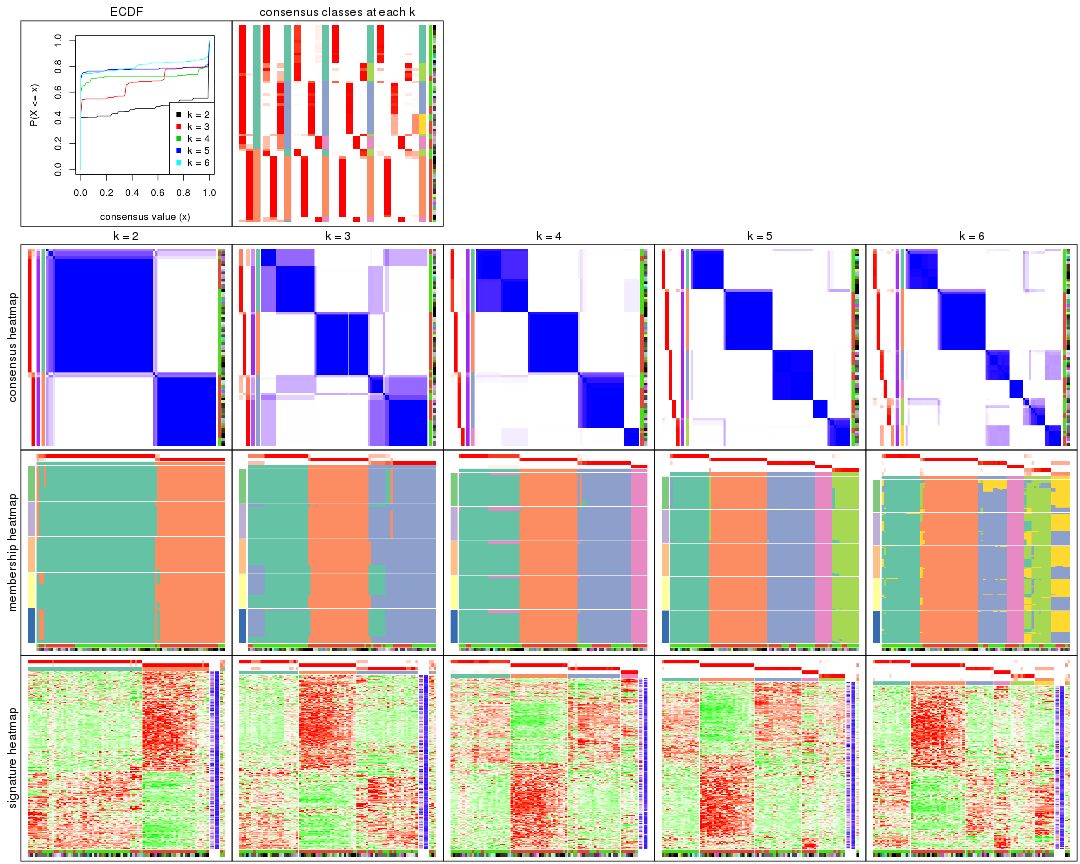 ECDF
consensus classes at each k
P(X <= x)
0.0 0.2 0.4 0.6 0.8 1.0
k = 2
k = 3
k = 4
k = 5
k = 6
0.0 0.2 0.4 0.6 0.8 1.0
consensus value (x)
k = 2
k = 3
k = 4
k = 5
k = 6
consensus heatmap
membership heatmap
signature heatmap